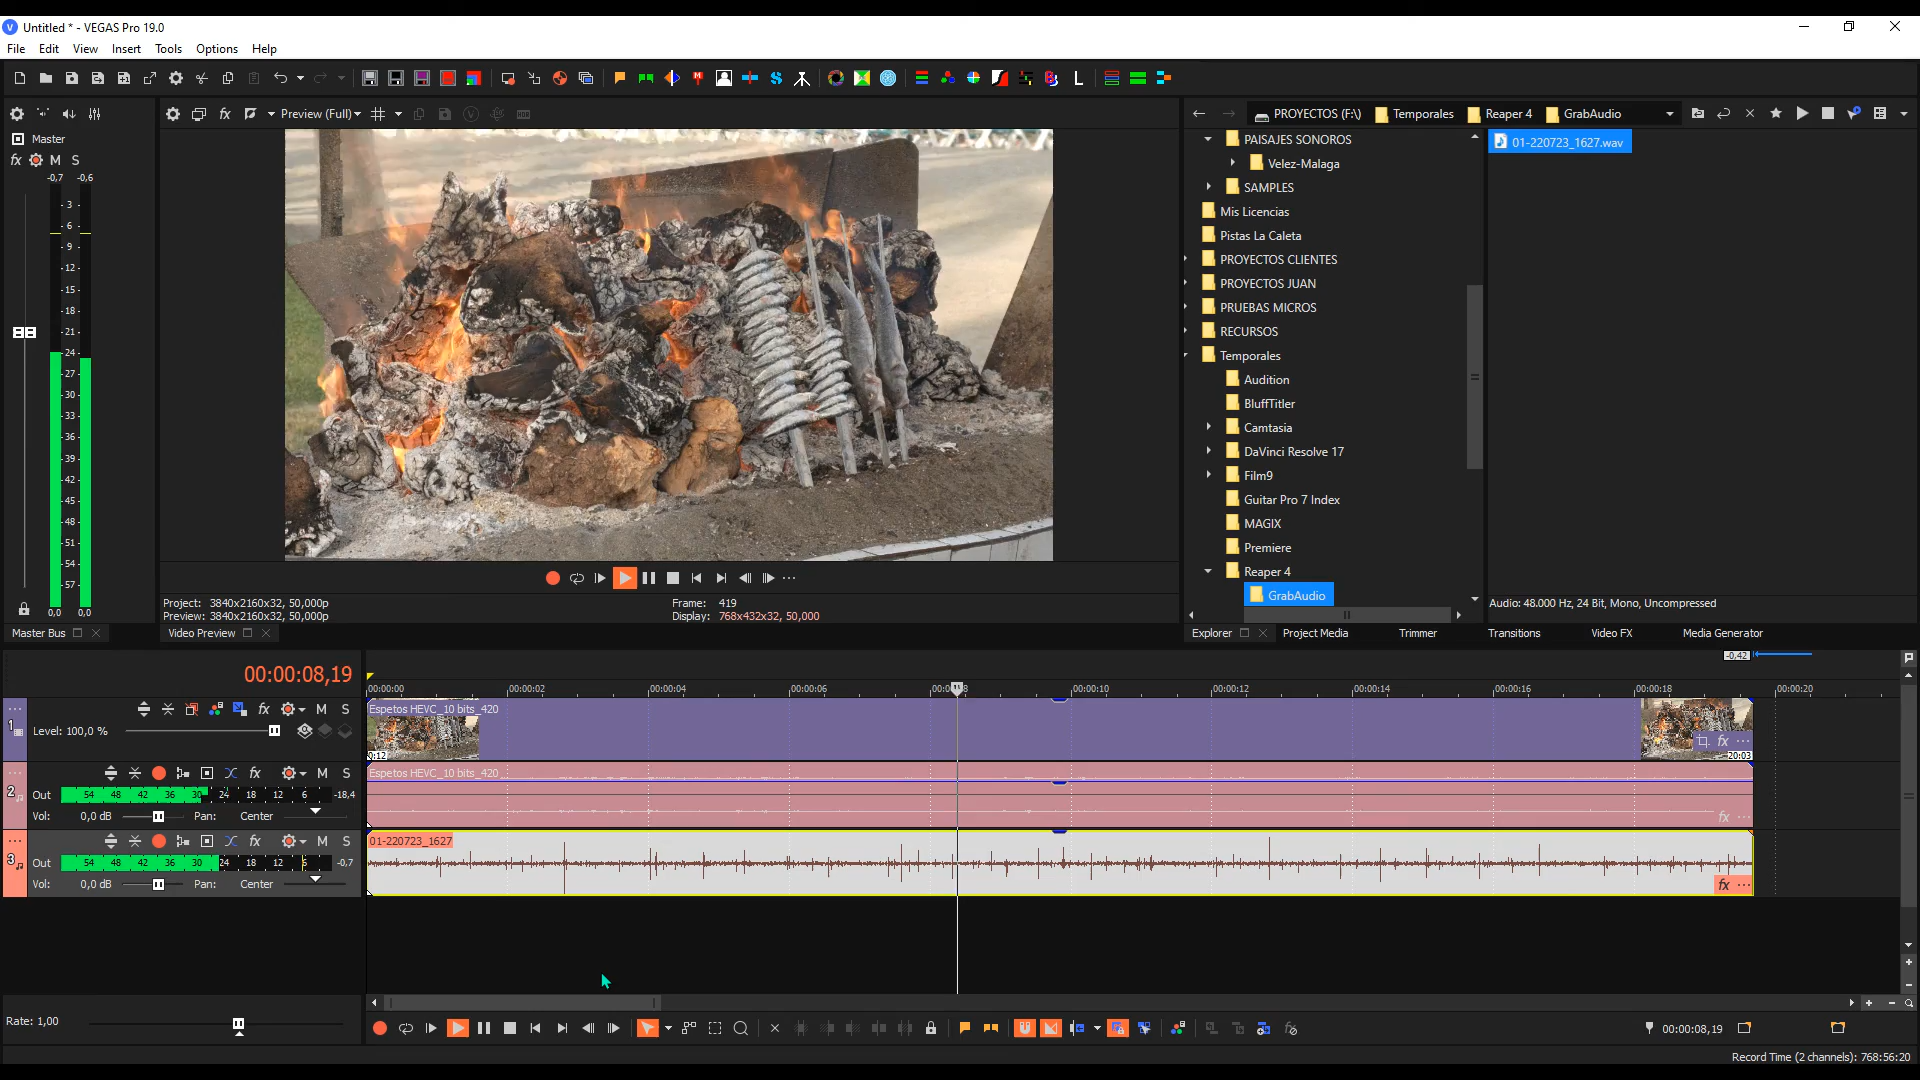 Untitled * - VEGAS Pro 19.0
File Edit View Insert Tools Options Help
Preview (Full)
PROYECTOS (F:\) Temporales Reaper 4 GrabAudio
Master
fx M S
-0,7 -0,6
- 3 -
- 6 -
- 9 -
-12-
-15-
-18-
-21-
-24-
-27-
-30-
-33-
-36-
-39-
-42-
-45-
-48-
-51-
-54-
-57-
0,0 0,0
PAISAJES SONOROS
Velez-Malaga
SAMPLES
Mis Licencias
Pistas La Caleta
PROYECTOS CLIENTES
PROYECTOS JUAN
PRUEBAS MICROS
RECURSOS
Temporales
Audition
BluffTitler
Camtasia
DaVinci Resolve 17
Film9
Guitar Pro 7 Index
MAGIX
Premiere
Reaper 4
GrabAudio
01-220723_1627.wav
Audio: 48.000 Hz, 24 Bit, Mono, Uncompressed
Project: 3840x2160x32, 50,000p
Preview: 3840x2160x32, 50,000p
Frame: 419
Display: 768x432x32, 50,000
Master Bus
Video Preview
Explorer Project Media Trimmer Transitions Video FX Media Generator
-0,42
00:00:08,19
00:00:00 00:00:02 00:00:04 00:00:06 00:00:10 00:00:12 00:00:14 00:00:16 00:00:18 00:00:20
1
fx M S
Level: 100,0 %
Espetos HEVC_10 bits_420
0:12
fx
20:03
2
fx M S
Out 54 48 42 36 30 24 18 12 6 -18,4
Vol: 0,0 dB Pan: Center
Espetos HEVC_10 bits_420
fx
3
fx M S
Out 54 48 42 36 30 24 18 12 6 -0,7
Vol: 0,0 dB Pan: Center
01-220723_1627
fx
Rate: 1,00
00:00:08,19
Record Time (2 channels): 768:56:20